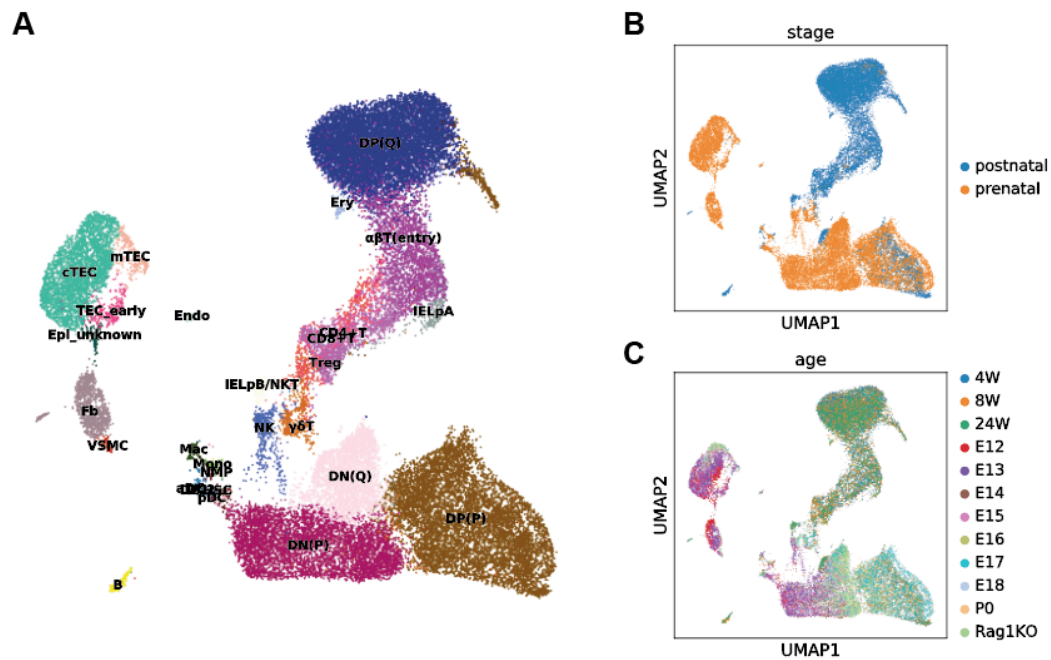 A
DP(Q)
Ery
αβT(entry)
mTEC
cTEC
TEC_early
Endo
IELpA
Epi_unknown
CD4+T
CD8+T
Treg
IELpB/NKT
Fb
NK
γδT
VSMC
Mac
Mono
NMP
DN(Q)
pDC
DP(P)
DN(P)
B
B
stage
UMAP2
UMAP1
postnatal
prenatal
C
age
UMAP2
UMAP1
4W
8W
24W
E12
E13
E14
E15
E16
E17
E18
P0
Rag1KO